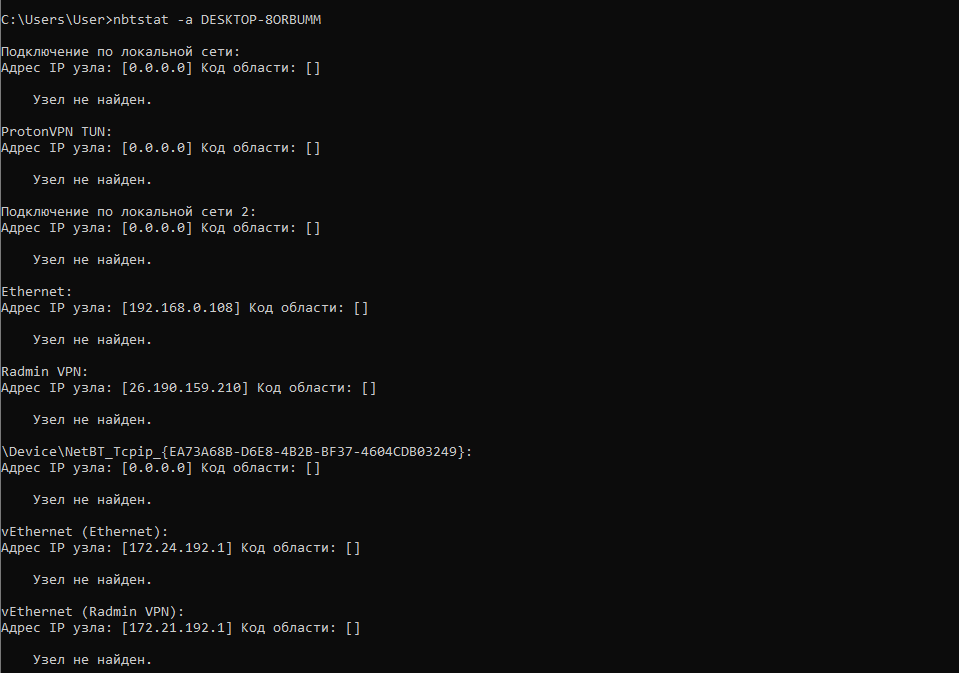 C:\Users\User>nbtstat -a DESKTOP-8ORBUMM
Подключение по локальной сети:
Адрес IP узла: [0.0.0.0] Код области: []
Узел не найден.
ProtonVPN TUN:
Адрес IP узла: [0.0.0.0] Код области: []
Узел не найден.
Подключение по локальной сети 2:
Адрес IP узла: [0.0.0.0] Код области: []
Узел не найден.
Ethernet:
Адрес IP узла: [192.168.0.108] Код области: []
Узел не найден.
Radmin VPN:
Адрес IP узла: [26.190.159.210] Код области: []
Узел не найден.
\Device\NetBT_Tcpip_{EA73A68B-D6E8-4B2B-BF37-4604CDB03249}:
Адрес IP узла: [0.0.0.0] Код области: []
Узел не найден.
vEthernet (Ethernet):
Адрес IP узла: [172.24.192.1] Код области: []
Узел не найден.
vEthernet (Radmin VPN):
Адрес IP узла: [172.21.192.1] Код области: []
Узел не найден.